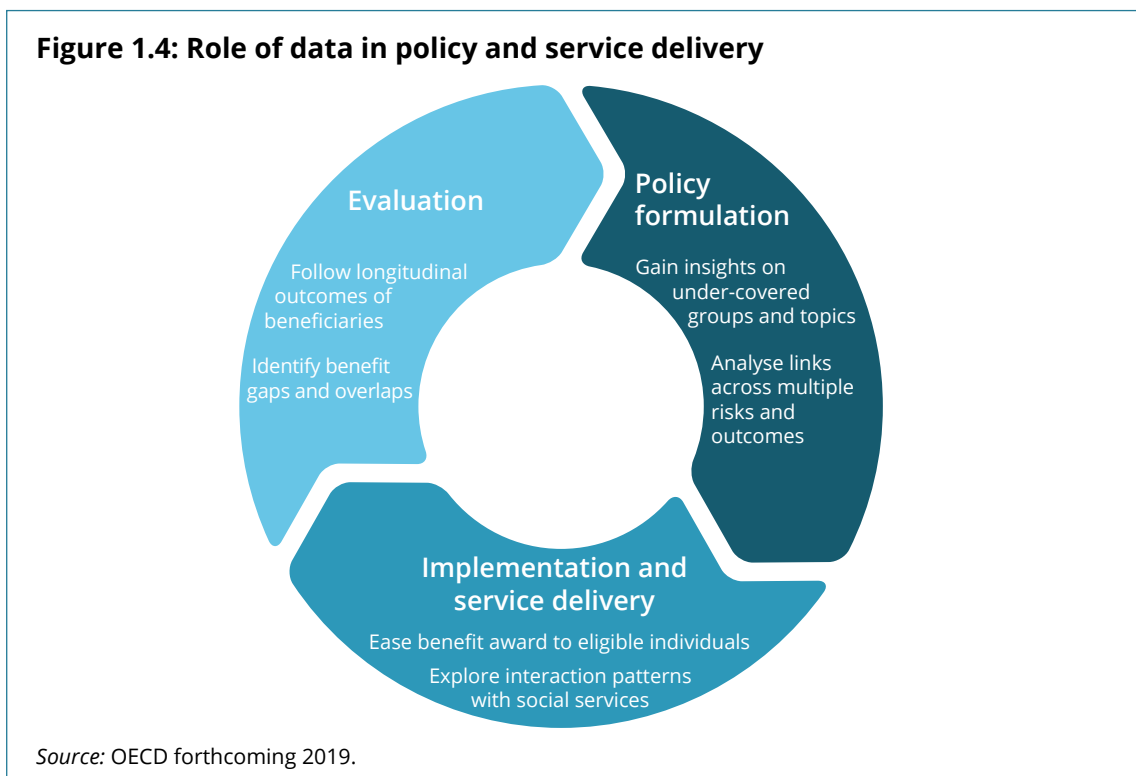 Figure 1.4: Role of data in policy and service delivery
Evaluation
Follow longitudinal
outcomes of
beneficiaries
Identify benefit
gaps and overlaps
Policy
formulation
Gain insights on
under-covered
groups and topics
Analyse links
across multiple
risks and
outcomes
Implementation and
service delivery
Ease benefit award to eligible individuals
Explore interaction patterns
with social services
Source: OECD forthcoming 2019.